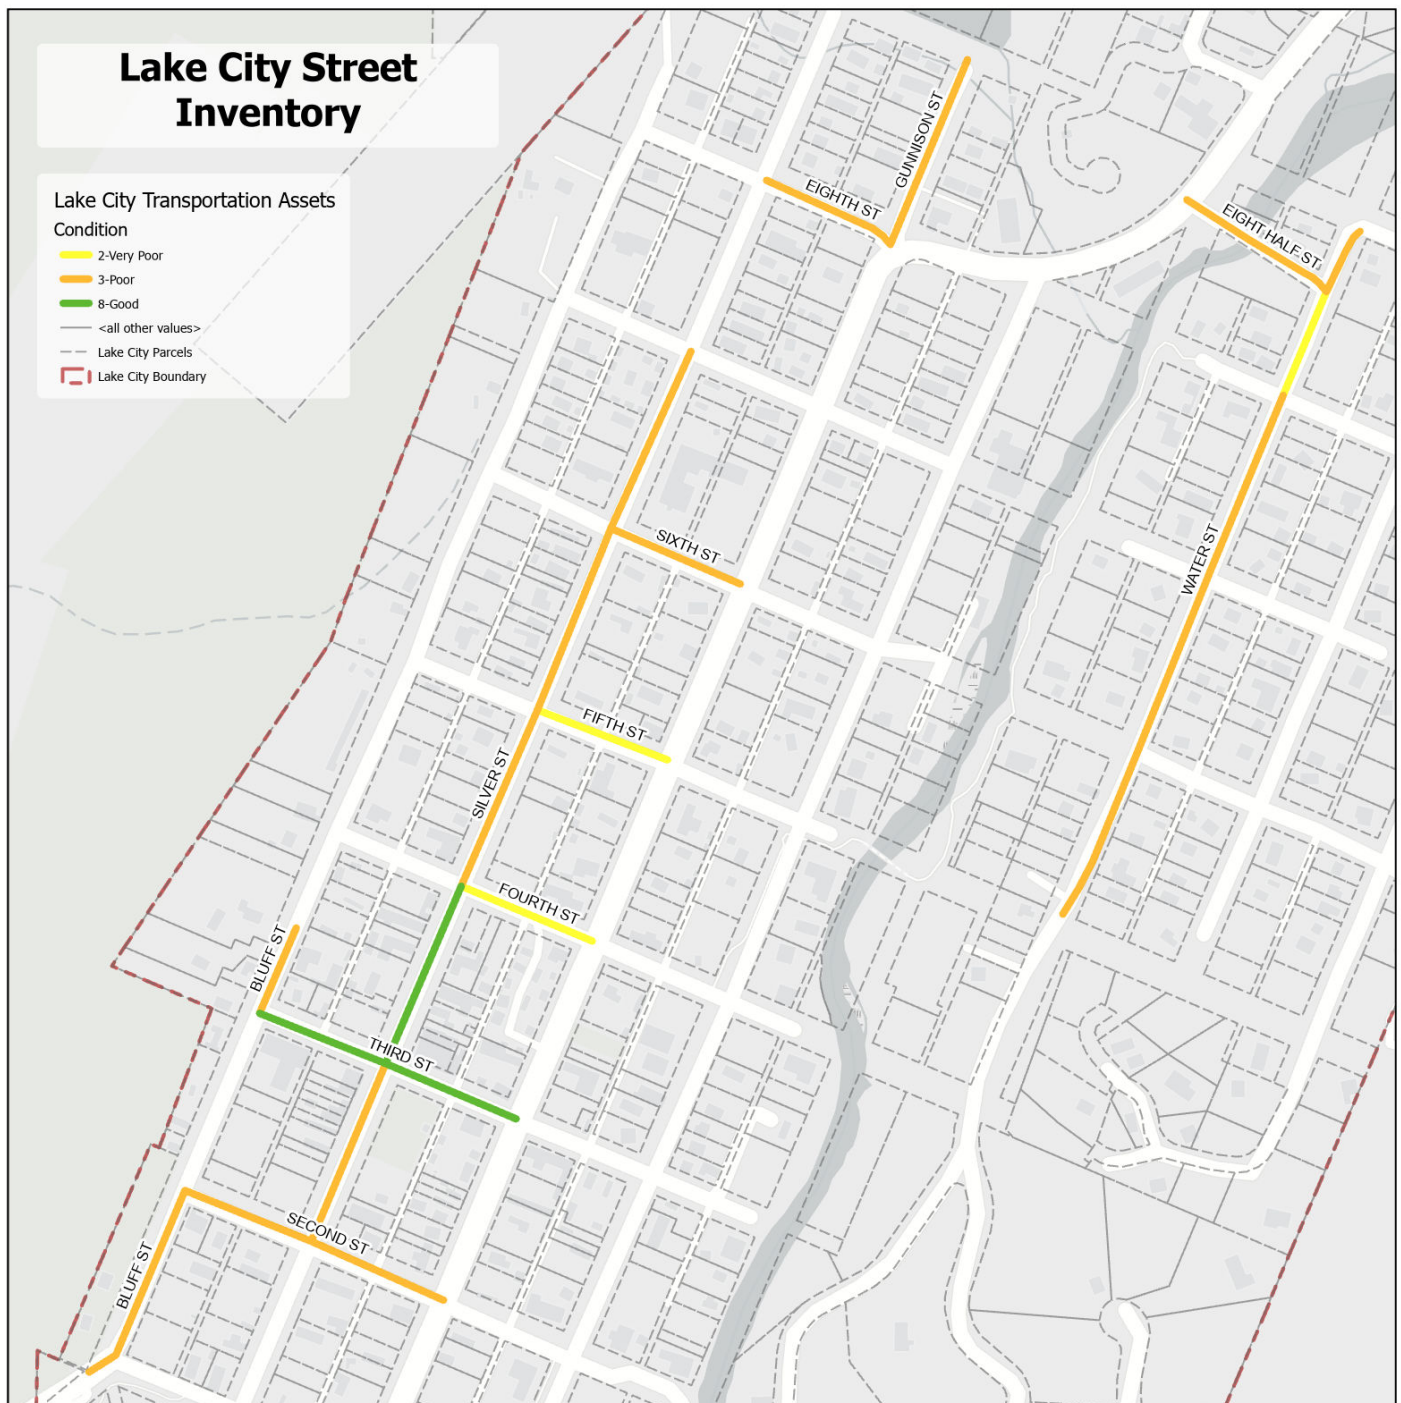 Lake City Street
Inventory
Lake City Transportation Assets
Condition
2-Very Poor
3-Poor
8-Good
<all other values>
Lake City Parcels
Lake City Boundary
GUNNISON ST
EIGHTH ST
EIGHT HALF ST
SIXTH ST
WATER ST
FIFTH ST
SILVER ST
FOURTH ST
BLUFF ST
THIRD ST
SECOND ST
BLUFF ST